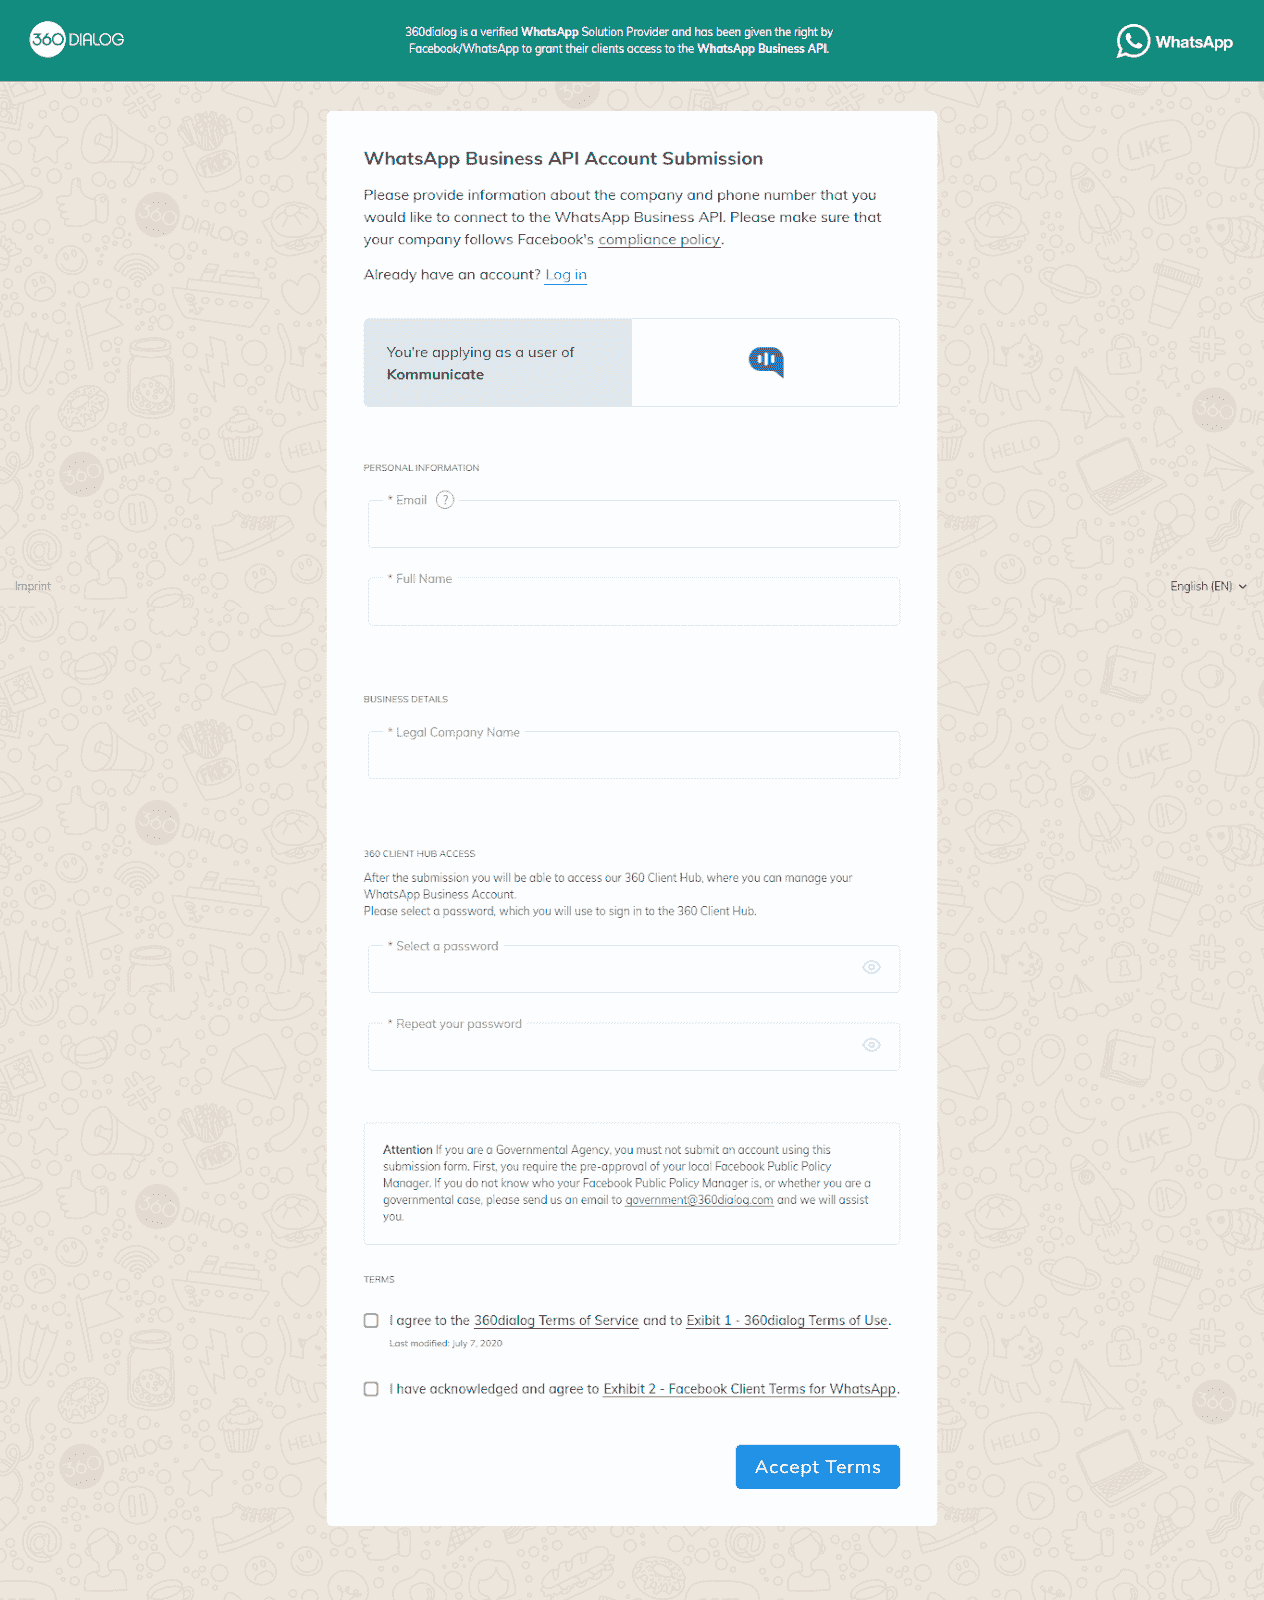 360 DIALOG
360dialog is a verified WhatsApp Solution Provider and has been given the right by
Facebook/WhatsApp to grant their clients access to the WhatsApp Business API.
WhatsApp
WhatsApp Business API Account Submission
Please provide information about the company and phone number that you
would like to connect to the WhatsApp Business API. Please make sure that
your company follows Facebook's compliance policy.
Already have an account? Log in
You're applying as a user of
Kommunicate
PERSONAL INFORMATION
* Email ?
* Full Name
Imprint
English (EN)
BUSINESS DETAILS
* Legal Company Name
360 CLIENT HUB ACCESS
After the submission you will be able to access our 360 Client Hub, where you can manage your
WhatsApp Business Account.
Please select a password, which you will use to sign in to the 360 Client Hub.
* Select a password
* Repeat your password
Attention If you are a Governmental Agency, you must not submit an account using this
submission form. First, you require the pre-approval of your local Facebook Public Policy
Manager. If you do not know who your Facebook Public Policy Manager is, or whether you are a
governmental case, please send us an email to government@360dialog.com and we will assist
you.
TERMS
I agree to the 360dialog Terms of Service and to Exibit 1 - 360dialog Terms of Use.
Last modified: July 7, 2020
I have acknowledged and agree to Exhibit 2 - Facebook Client Terms for WhatsApp.
Accept Terms